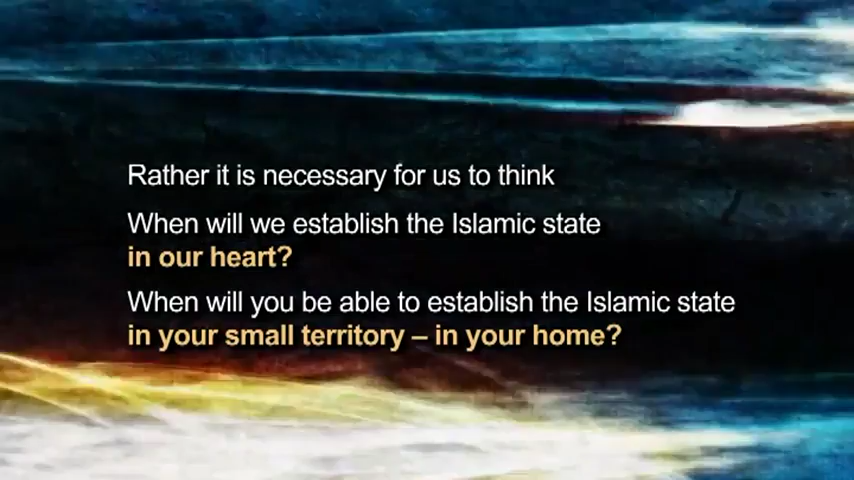 Rather it is necessary for us to think
When will we establish the Islamic state
in our heart?
When will you be able to establish the Islamic state
in your small territory – in your home?